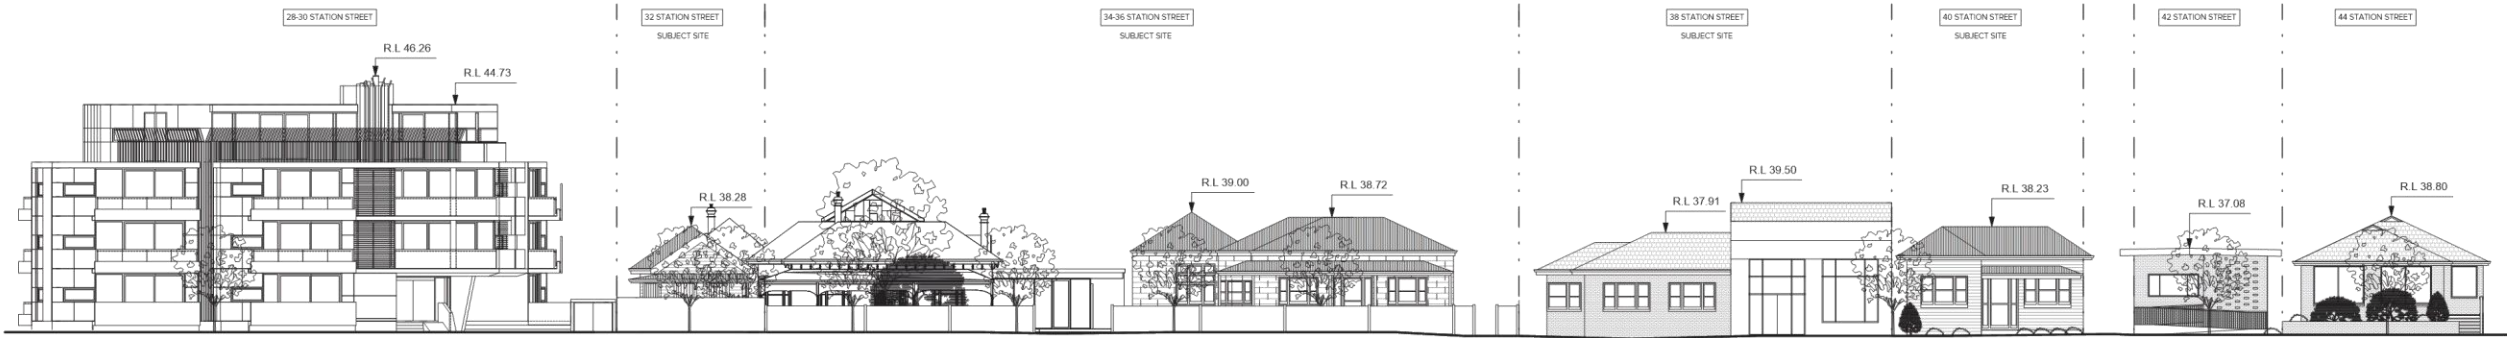 28-30 STATION STREET
32 STATION STREET
SUBJECT SITE
34-36 STATION STREET
SUBJECT SITE
38 STATION STREET
SUBJECT SITE
40 STATION STREET
SUBJECT SITE
42 STATION STREET
44 STATION STREET
R.L 46.26
R.L 44.73
R.L 38.28
R.L 39.00
R.L 38.72
R.L 37.91
R.L 39.50
R.L 38.23
R.L 37.08
R.L 38.80